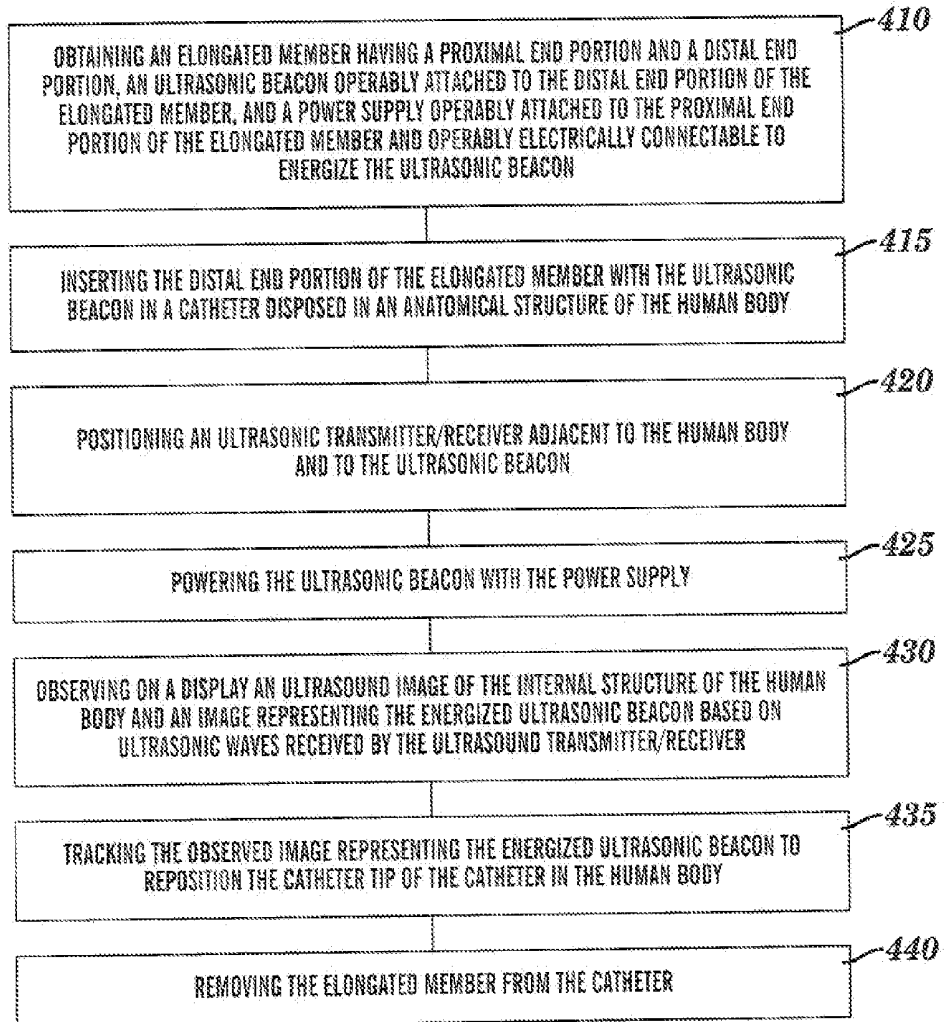 410
OBTAINING AN ELONGATED MEMBER HAVING A PROXIMAL END PORTION AND A DISTAL END
PORTION, AN ULTRASONIC BEACON OPERABLY ATTACHED TO THE DISTAL END PORTION OF THE
ELONGATED MEMBER, AND A POWER SUPPLY OPERABLY ATTACHED TO THE PROXIMAL END
PORTION OF THE ELONGATED MEMBER AND OPERABLY ELECTRICALLY CONNECTABLE TO
ENERGIZE THE ULTRASONIC BEACON
415
INSERTING THE DISTAL END PORTION OF THE ELONGATED MEMBER WITH THE ULTRASONIC
BEACON IN A CATHETER DISPOSED IN AN ANATOMICAL STRUCTURE OF THE HUMAN BODY
420
POSITIONING AN ULTRASONIC TRANSMITTER/RECEIVER ADJACENT TO THE HUMAN BODY
AND TO THE ULTRASONIC BEACON
425
POWERING THE ULTRASONIC BEACON WITH THE POWER SUPPLY
430
OBSERVING ON A DISPLAY AN ULTRASOUND IMAGE OF THE INTERNAL STRUCTURE OF THE HUMAN
BODY AND AN IMAGE REPRESENTING THE ENERGIZED ULTRASONIC BEACON BASED ON
ULTRASONIC WAVES RECEIVED BY THE ULTRASOUND TRANSMITTER/RECEIVER
435
TRACKING THE OBSERVED IMAGE REPRESENTING THE ENERGIZED ULTRASONIC BEACON TO
REPOSITION THE CATHETER TIP OF THE CATHETER IN THE HUMAN BODY
440
REMOVING THE ELONGATED MEMBER FROM THE CATHETER